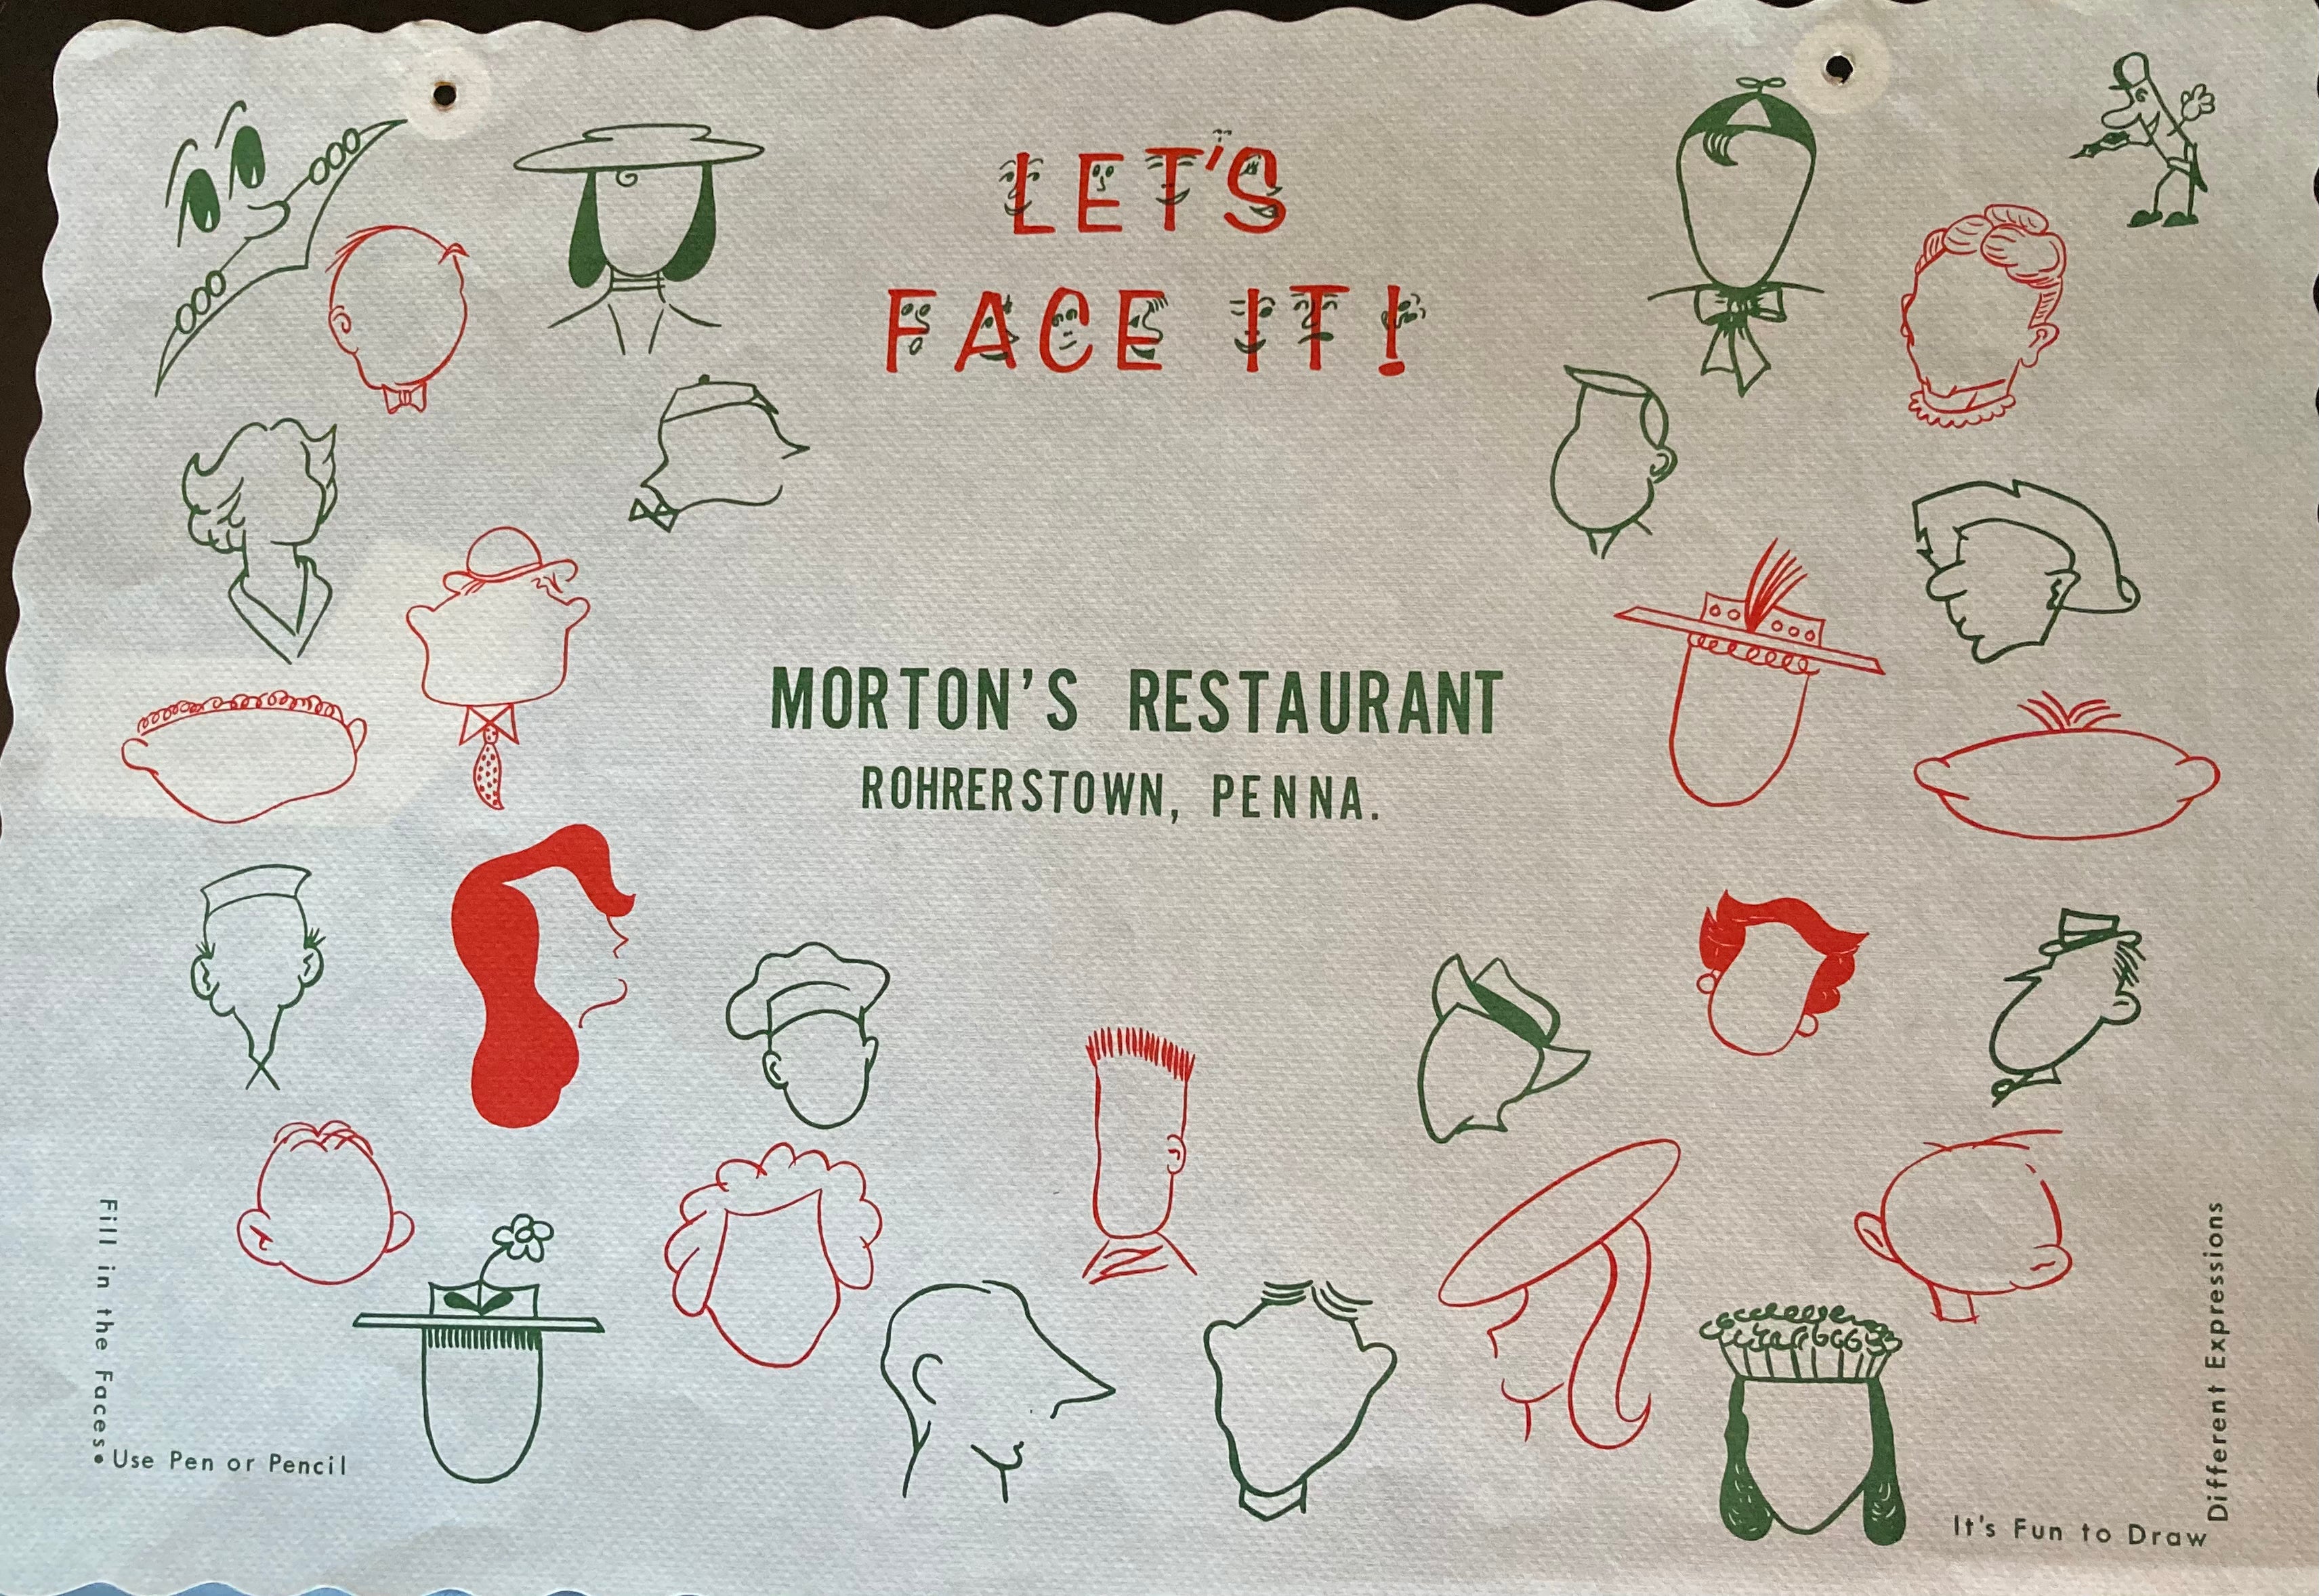 LET'S
FACE IT!
MORTON'S RESTAURANT
ROHRERSTOWN, PENNA.
Fill in the Faces
Use Pen or Pencil
It's Fun to Draw
Different Expressions